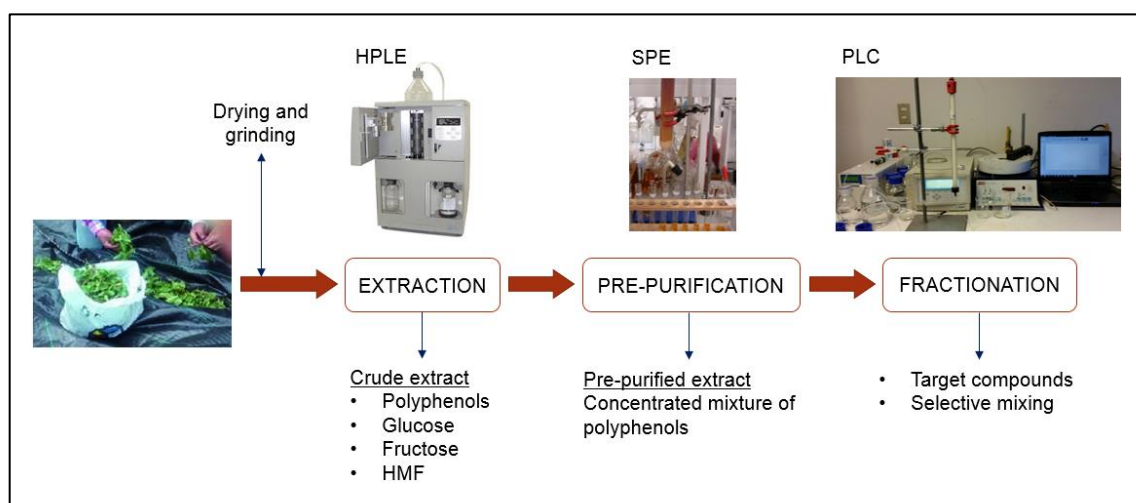 HPLE
SPE
PLC
Drying and
grinding
EXTRACTION
PRE-PURIFICATION
FRACTIONATION
Crude extract
• Polyphenols
• Glucose
• Fructose
• HMF
Pre-purified extract
Concentrated mixture of
polyphenols
• Target compounds
• Selective mixing